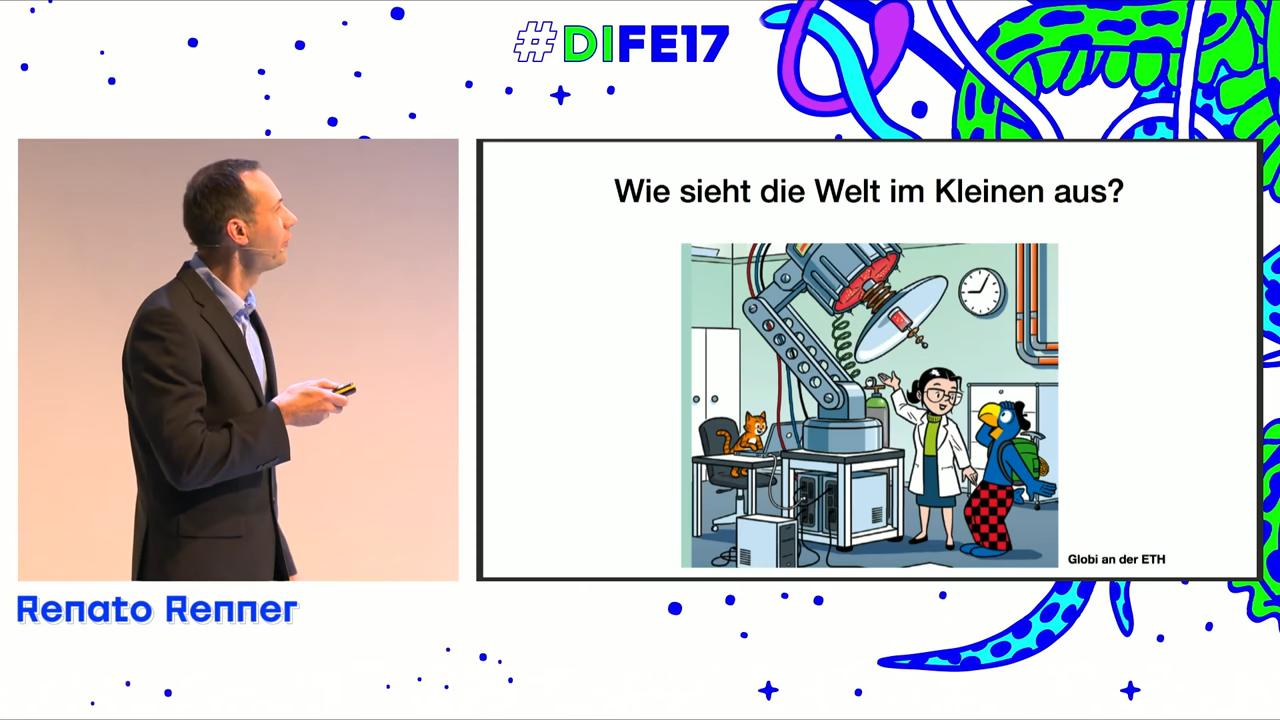 #DIFE17
Wie sieht die Welt im Kleinen aus?
Globi an der ETH
Renato Renner